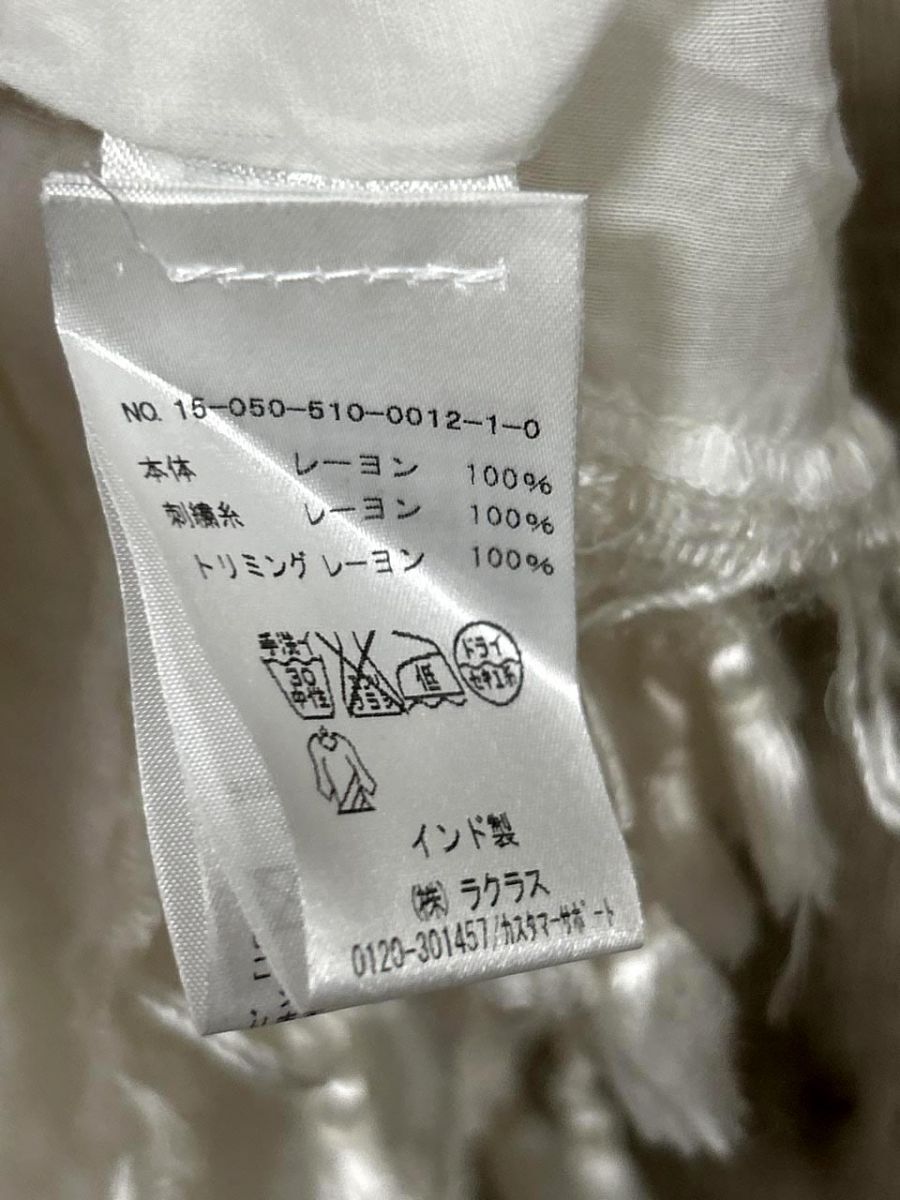 NO. 15-050-510-0012-1-0
本体 レーヨン 100%
刺繍糸 レーヨン 100%
トリミング レーヨン 100%
手洗イ
30
中性
低
ドライ
セキユ系
インド製
㈱ ラクラス
0120-301457/カスタマーサポート